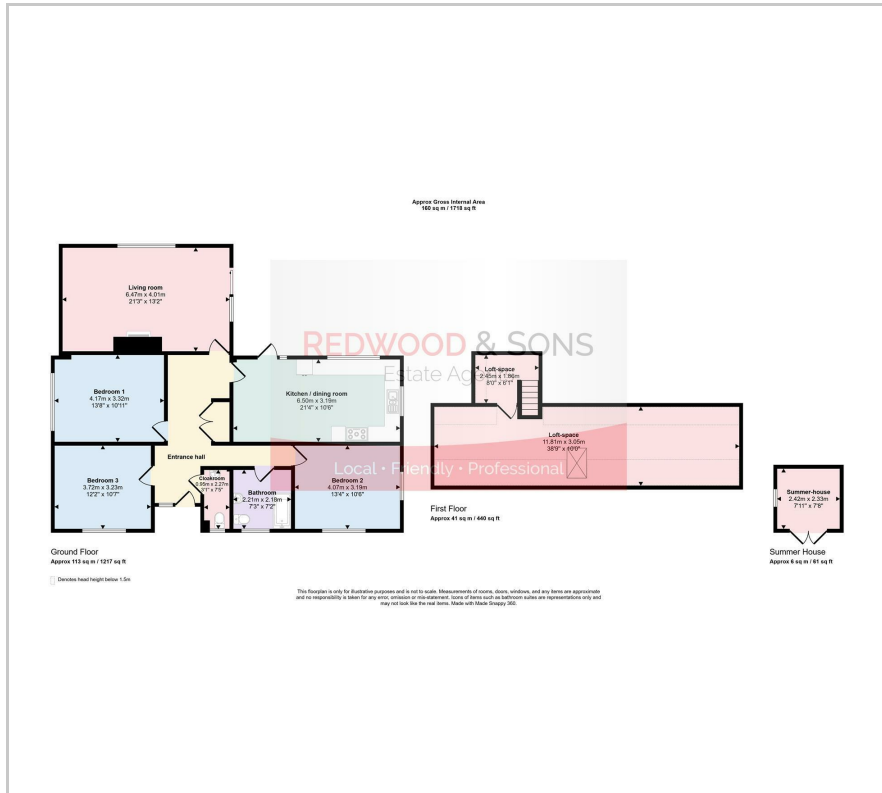 Approx Gross Internal Area
160 sq m / 1718 sq ft
Living room
6.47m x 4.01m
21'3" x 13'2"
REDWOOD & SONS
Estate Ag
Local • Friendly • Professional
Bedroom 1
4.17m x 3.32m
13'8" x 10'11"
Kitchen / dining room
6.50m x 3.19m
21'4" x 10'6"
Entrance hall
Bedroom 3
3.72m x 3.23m
12'2" x 10'7"
Cloakroom
0.95m x 2.27m
3'1" x 7'5"
Bathroom
2.21m x 2.18m
7'3" x 7'2"
Bedroom 2
4.07m x 3.19m
13'4" x 10'6"
Ground Floor
Approx 113 sq m / 1217 sq ft
Denotes head height below 1.5m
Loft-space
2.45m x 1.86m
8'0" x 6'1"
Loft-space
11.81m x 3.05m
38'9" x 10'0"
First Floor
Approx 41 sq m / 440 sq ft
Summer-house
2.42m x 2.33m
7'11" x 7'8"
Summer House
Approx 6 sq m / 61 sq ft
This floorplan is only for illustrative purposes and is not to scale. Measurements of rooms, doors, windows, and any items are approximate
and no responsibility is taken for any error, omission or mis-statement. Icons of items such as bathroom suites are representations only and
may not look like the real items. Made with Made Snappy 360.